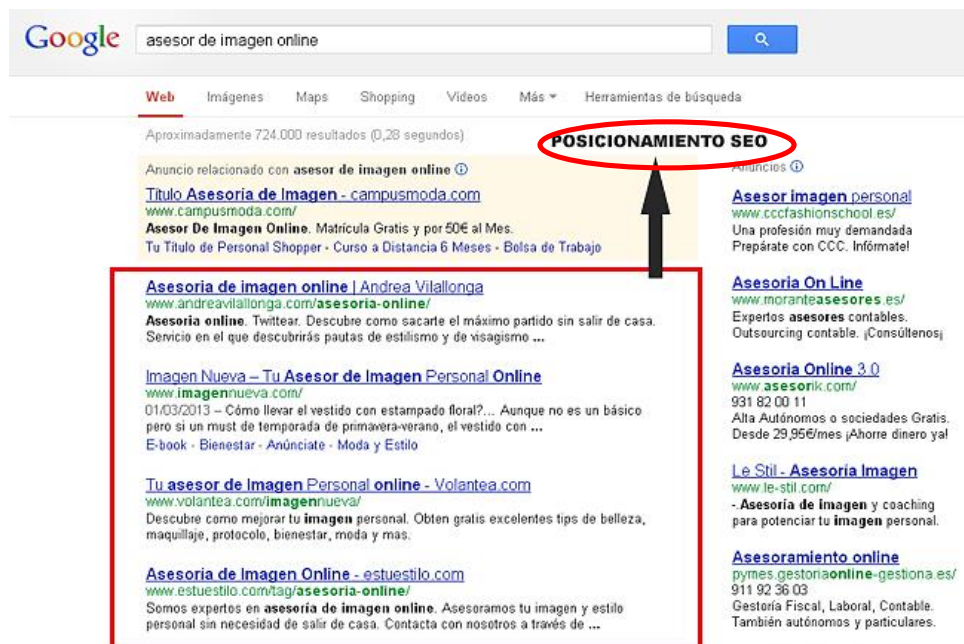 Google
asesor de imagen online
Web Imágenes Maps Shopping Vídeos Más Herramientas de búsqueda
Aproximadamente 724.000 resultados (0,28 segundos)
POSICIONAMIENTO SEO
Anuncio relacionado con asesor de imagen online
Título Asesoría de Imagen - campusmoda.com
www.campusmoda.com/
Asesor De Imagen Online. Matrícula Gratis y por 50€ al Mes.
Tu Título de Personal Shopper - Curso a Distancia 6 Meses - Bolsa de Trabajo
Asesoria de imagen online | Andrea Vilallonga
www.andreavilallonga.com/asesoria-online/
Asesoria online. Twittear. Descubre como sacarte el máximo partido sin salir de casa.
Servicio en el que descubrirás pautas de estilismo y de visagismo ...
Imagen Nueva – Tu Asesor de Imagen Personal Online
www.imagennueva.com/
01/03/2013 – Cómo llevar el vestido con estampado floral?... Aunque no es un básico
pero si un must de temporada de primavera-verano, el vestido con ...
E-book - Bienestar - Anúnciate - Moda y Estilo
Tu asesor de Imagen Personal online - Volantea.com
www.volantea.com/imagennueva/
Descubre como mejorar tu imagen personal. Obten gratis excelentes tips de belleza,
maquillaje, protocolo, bienestar, moda y mas.
Asesoría de Imagen Online - estuestilo.com
www.estuestilo.com/tag/asesoria-online/
Somos expertos en asesoría de imagen online. Asesoramos tu imagen y estilo
personal sin necesidad de salir de casa. Contacta con nosotros a través de ...
Anuncios
Asesor imagen personal
www.cccfashionschool.es/
Una profesión muy demandada
Prepárate con CCC. Infórmate!
Asesoria On Line
www.moranteasesores.es/
Expertos asesores contables.
Outsourcing contable. ¡Consúltenos¡
Asesoria Online 3.0
www.asesorik.com/
931 82 00 11
Alta Autónomos o sociedades Gratis.
Desde 29,95€/mes ¡Ahorre dinero ya!
Le Stil - Asesoría Imagen
www.le-stil.com/
-.Asesoría de imagen y coaching
para potenciar tu imagen personal.
Asesoramiento online
pymes.gestoriaonline-gestiona.es/
911 92 36 03
Gestoría Fiscal, Laboral, Contable.
También autónomos y particulares.